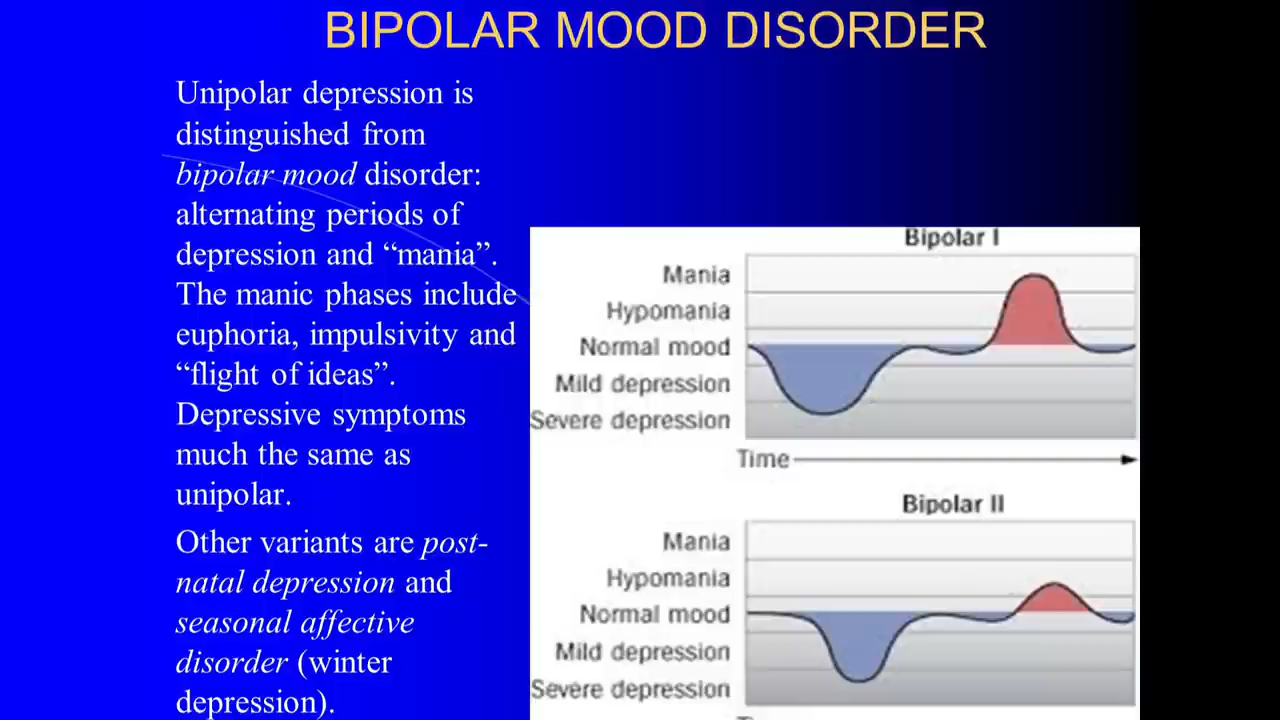 BIPOLAR MOOD DISORDER
Unipolar depression is
distinguished from
bipolar mood disorder:
alternating periods of
depression and “mania”.
The manic phases include
euphoria, impulsivity and
“flight of ideas”.
Depressive symptoms
much the same as
unipolar.
Other variants are post-
natal depression and
seasonal affective
disorder (winter
depression).
Bipolar I
Mania
Hypomania
Normal mood
Mild depression
Severe depression
Time
Bipolar II
Mania
Hypomania
Normal mood
Mild depression
Severe depression